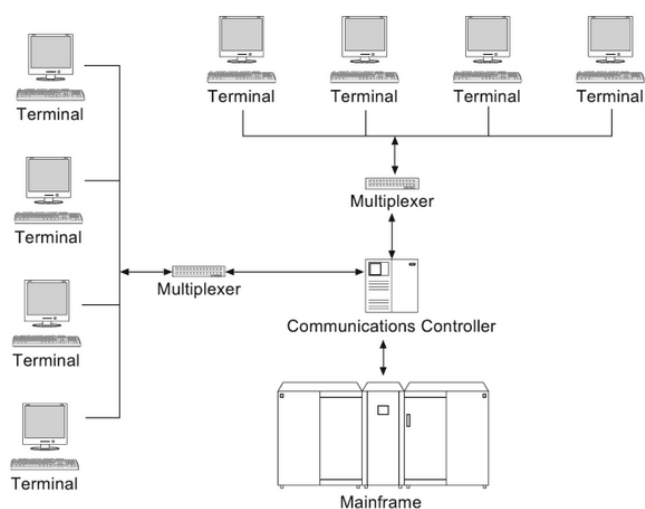 Terminal Terminal Terminal Terminal
Terminal
Multiplexer
Terminal
Multiplexer
Communications Controller
Terminal
Terminal
Mainframe